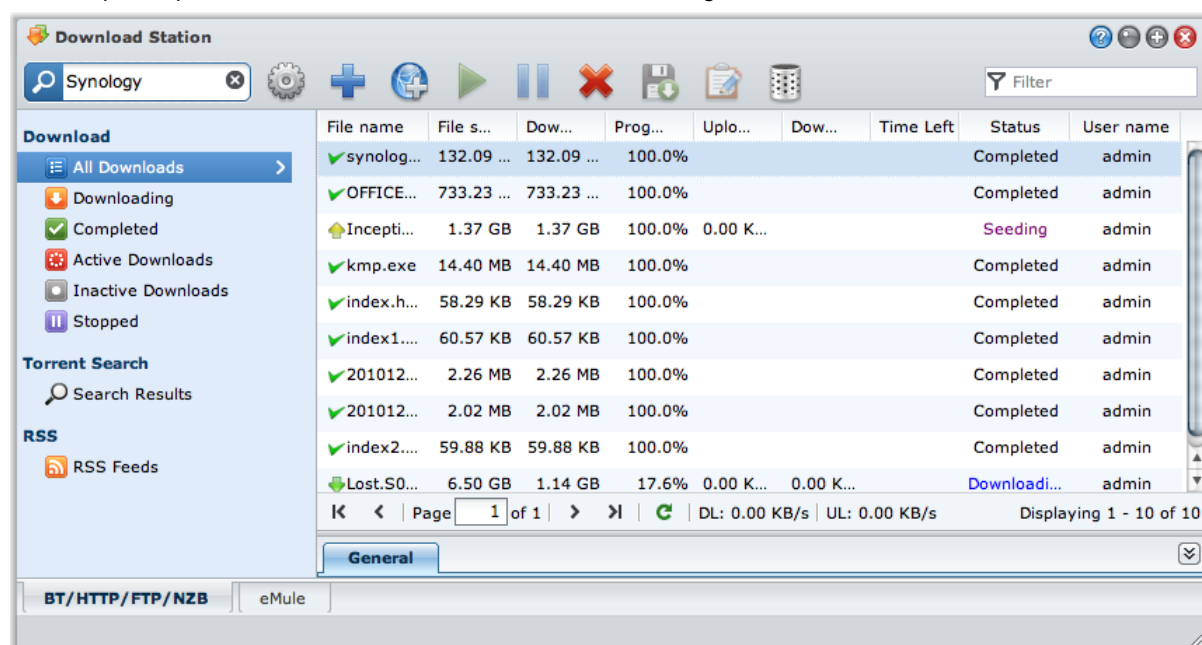 Download Station
Synology
Filter
Download
All Downloads
Downloading
Completed
Active Downloads
Inactive Downloads
Stopped
Torrent Search
Search Results
RSS
RSS Feeds
File name File s... Dow... Prog... Uplo... Dow... Time Left Status User name
synolog... 132.09 ... 132.09 ... 100.0% Completed admin
OFFICE... 733.23 ... 733.23 ... 100.0% Completed admin
Incepti... 1.37 GB 1.37 GB 100.0% 0.00 K... Seeding admin
kmp.exe 14.40 MB 14.40 MB 100.0% Completed admin
index.h... 58.29 KB 58.29 KB 100.0% Completed admin
index1.... 60.57 KB 60.57 KB 100.0% Completed admin
201012... 2.26 MB 2.26 MB 100.0% Completed admin
201012... 2.02 MB 2.02 MB 100.0% Completed admin
index2.... 59.88 KB 59.88 KB 100.0% Completed admin
Lost.S0... 6.50 GB 1.14 GB 17.6% 0.00 K... 0.00 K... Downloadi... admin
Page 1 of 1 DL: 0.00 KB/s UL: 0.00 KB/s Displaying 1 - 10 of 10
General
BT/HTTP/FTP/NZB eMule